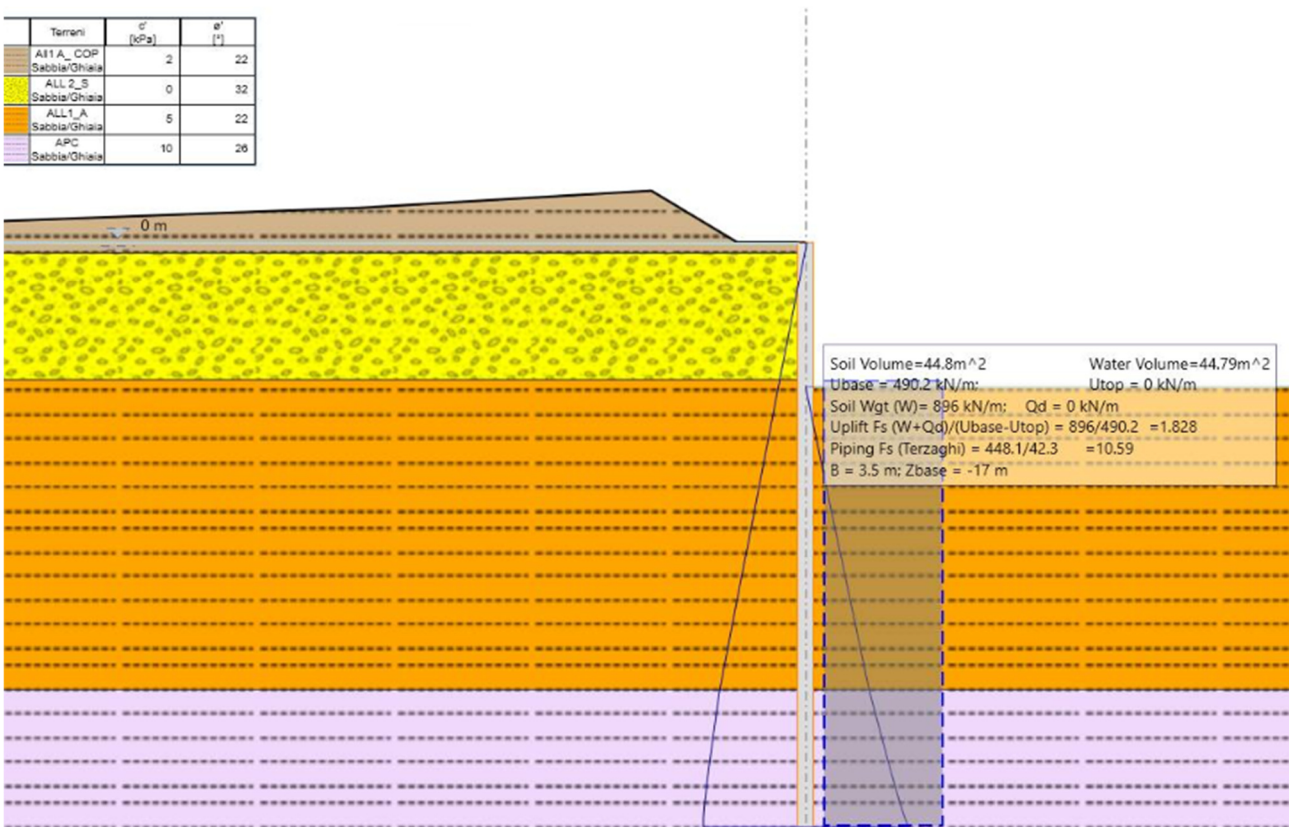 Terreni c' ø'
[kPa] [°]
All1 A_ COP
Sabbia/Ghiaia 2 22
ALL 2_S
Sabbia/Ghiaia 0 32
ALL1_A
Sabbia/Ghiaia 5 22
APC
Sabbia/Ghiaia 10 26
0 m
Soil Volume=44.8m^2 Water Volume=44.79m^2
Ubase = 490.2 kN/m; Utop = 0 kN/m
Soil Wgt (W)= 896 kN/m; Qd = 0 kN/m
Uplift Fs (W+Qd)/(Ubase-Utop) = 896/490.2 =1.828
Piping Fs (Terzaghi) = 448.1/42.3 =10.59
B = 3.5 m; Zbase = -17 m